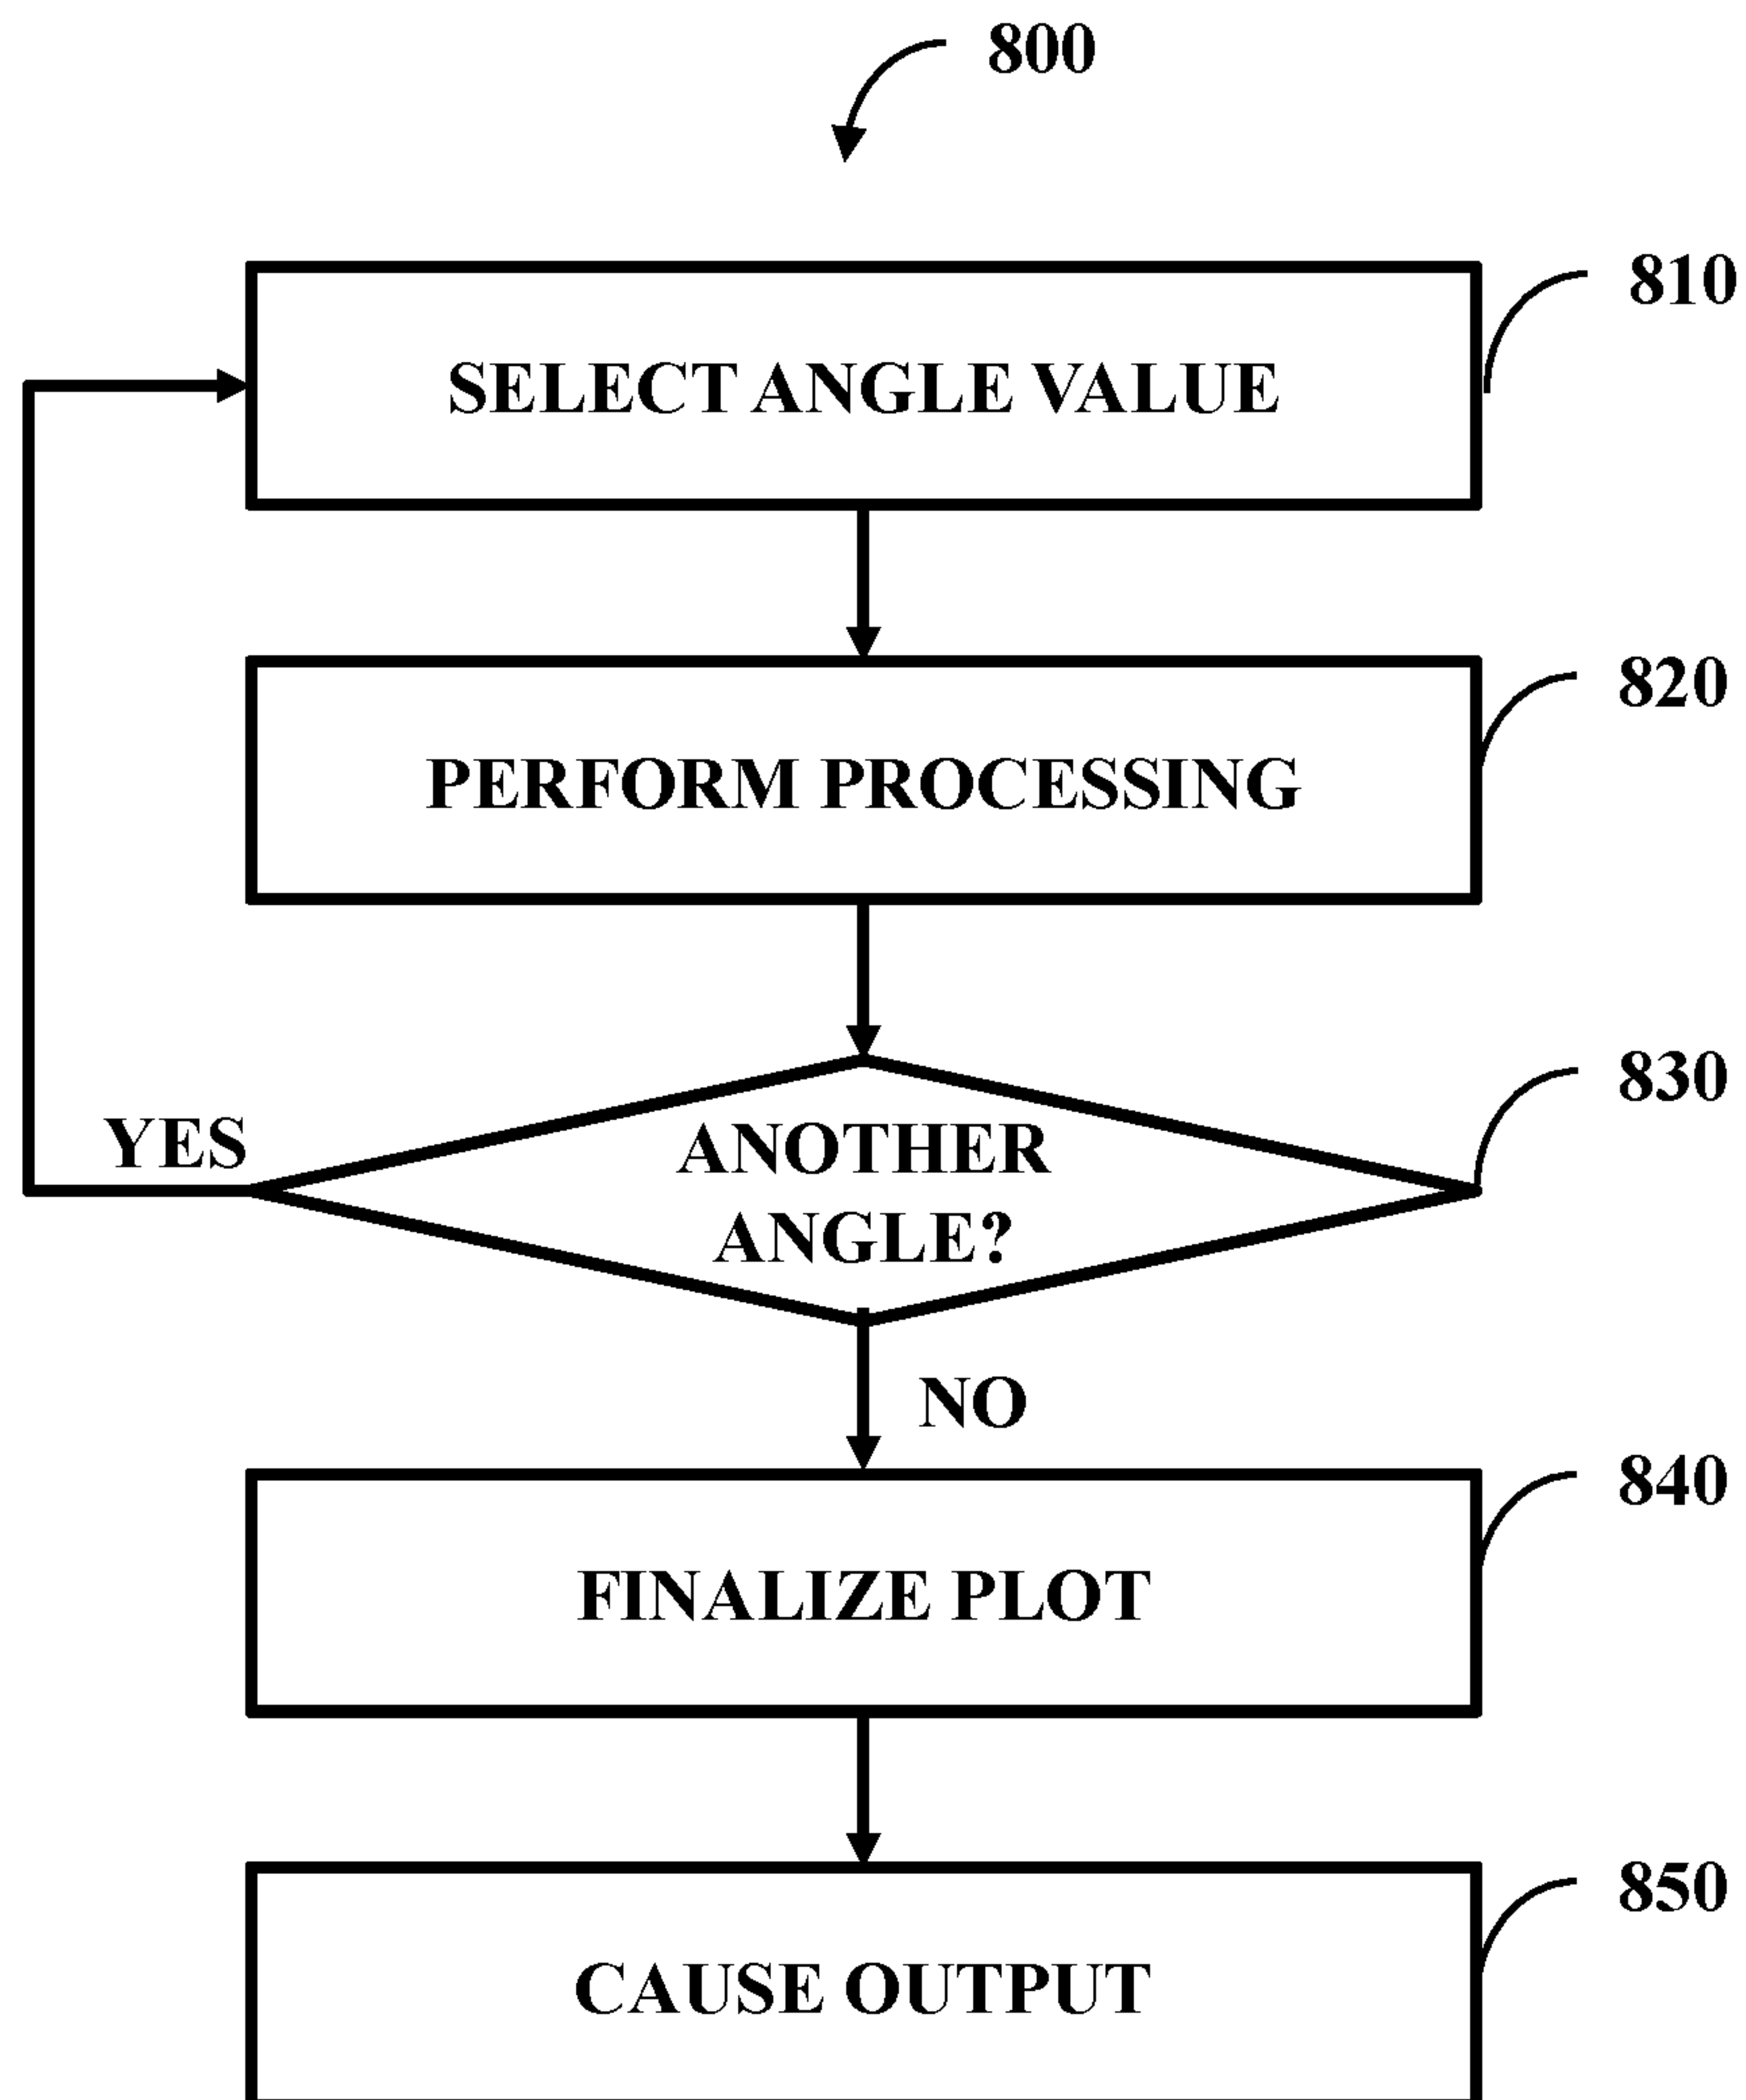 800
810
SELECT ANGLE VALUE
820
PERFORM PROCESSING
830
YES
ANOTHER
ANGLE?
NO
840
FINALIZE PLOT
850
CAUSE OUTPUT